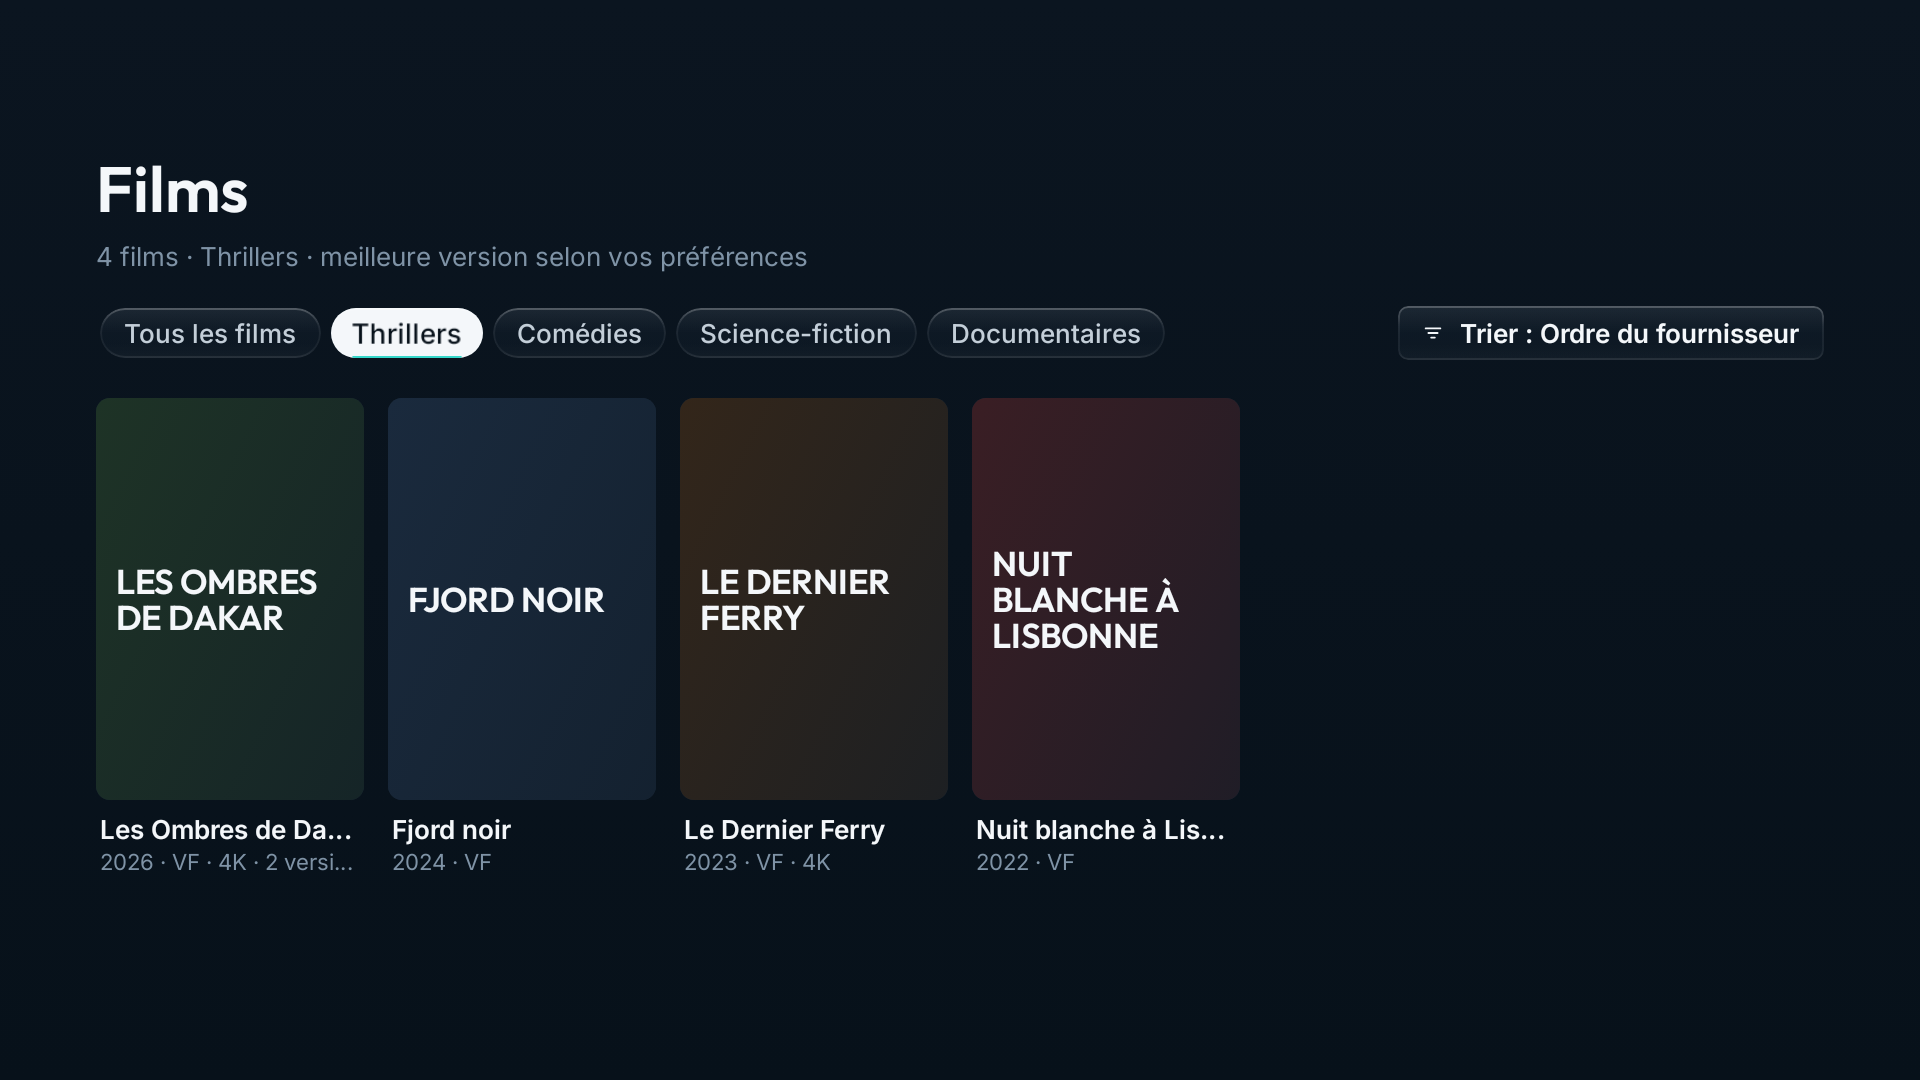 Films
4 films · Thrillers · meilleure version selon vos préférences
Tous les films
Thrillers
Comédies
Science-fiction
Documentaires
Trier : Ordre du fournisseur
LES OMBRES
DE DAKAR
FJORD NOIR
LE DERNIER
FERRY
NUIT
BLANCHE À
LISBONNE
Les Ombres de Da...
2026 · VF · 4K · 2 versi...
Fjord noir
2024 · VF
Le Dernier Ferry
2023 · VF · 4K
Nuit blanche à Lis...
2022 · VF